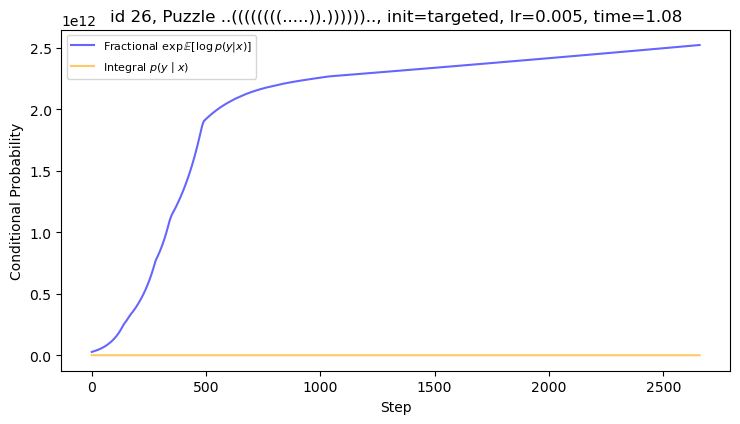 id 26, Puzzle ..((((((((.....)).))))))., init=targeted, lr=0.005, time=1.08
1e12
Fractional exp 𝔼[log p(y|x)]
Integral p(y | x)
2.5
2.0
1.5
1.0
0.5
0.0
Conditional Probability
0
500
1000
1500
2000
2500
Step